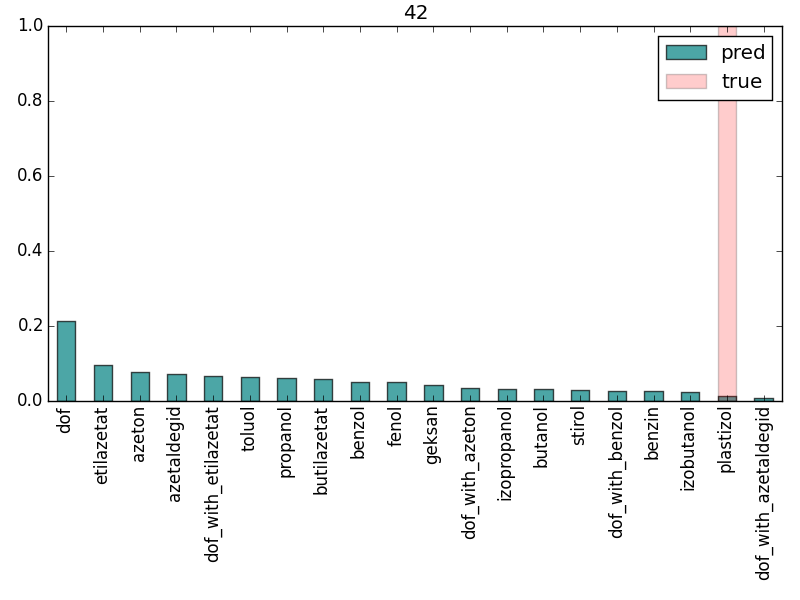 42
1.0
0.8
0.6
0.4
0.2
0.0
pred
true
dof
etilazetat
azeton
azetaldegid
dof_with_etilazetat
toluol
propanol
butilazetat
benzol
fenol
geksan
dof_with_azeton
izopropanol
butanol
stirol
dof_with_benzol
benzin
izobutanol
plastizol
dof_with_azetaldegid